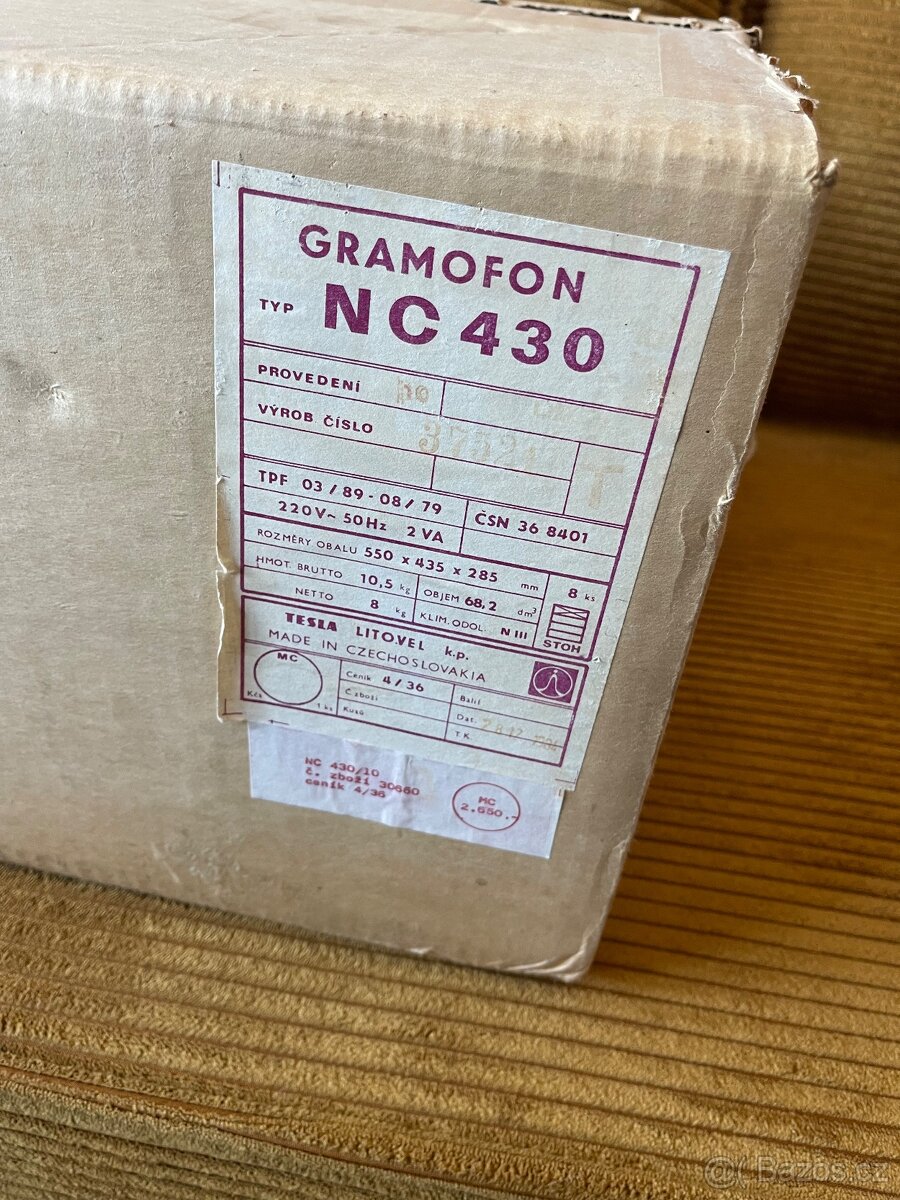 GRAMOFON
TYP NC 430
PROVEDENÍ
VÝROB ČÍSLO
T
TPF 03/89-08/79 ČSN 36 8401
220V~ 50Hz 2 VA
ROZMĚRY OBALU 550 x 435 x 285 mm 8 ks
HMOT. BRUTTO 10,5 kg OBJEM 68,2 dm³
NETTO 8 kg KLIM. ODOL. N III STOH
TESLA LITOVEL k.p.
MADE IN CZECHOSLOVAKIA
MC Ceník 4/36 Balil
Č zboží Dat.
Kčs 1 ks Kusů T.K.
NC 430/10
č. zboží 30660
ceník 4/36
MC
2.650.-
Bazoš.cz